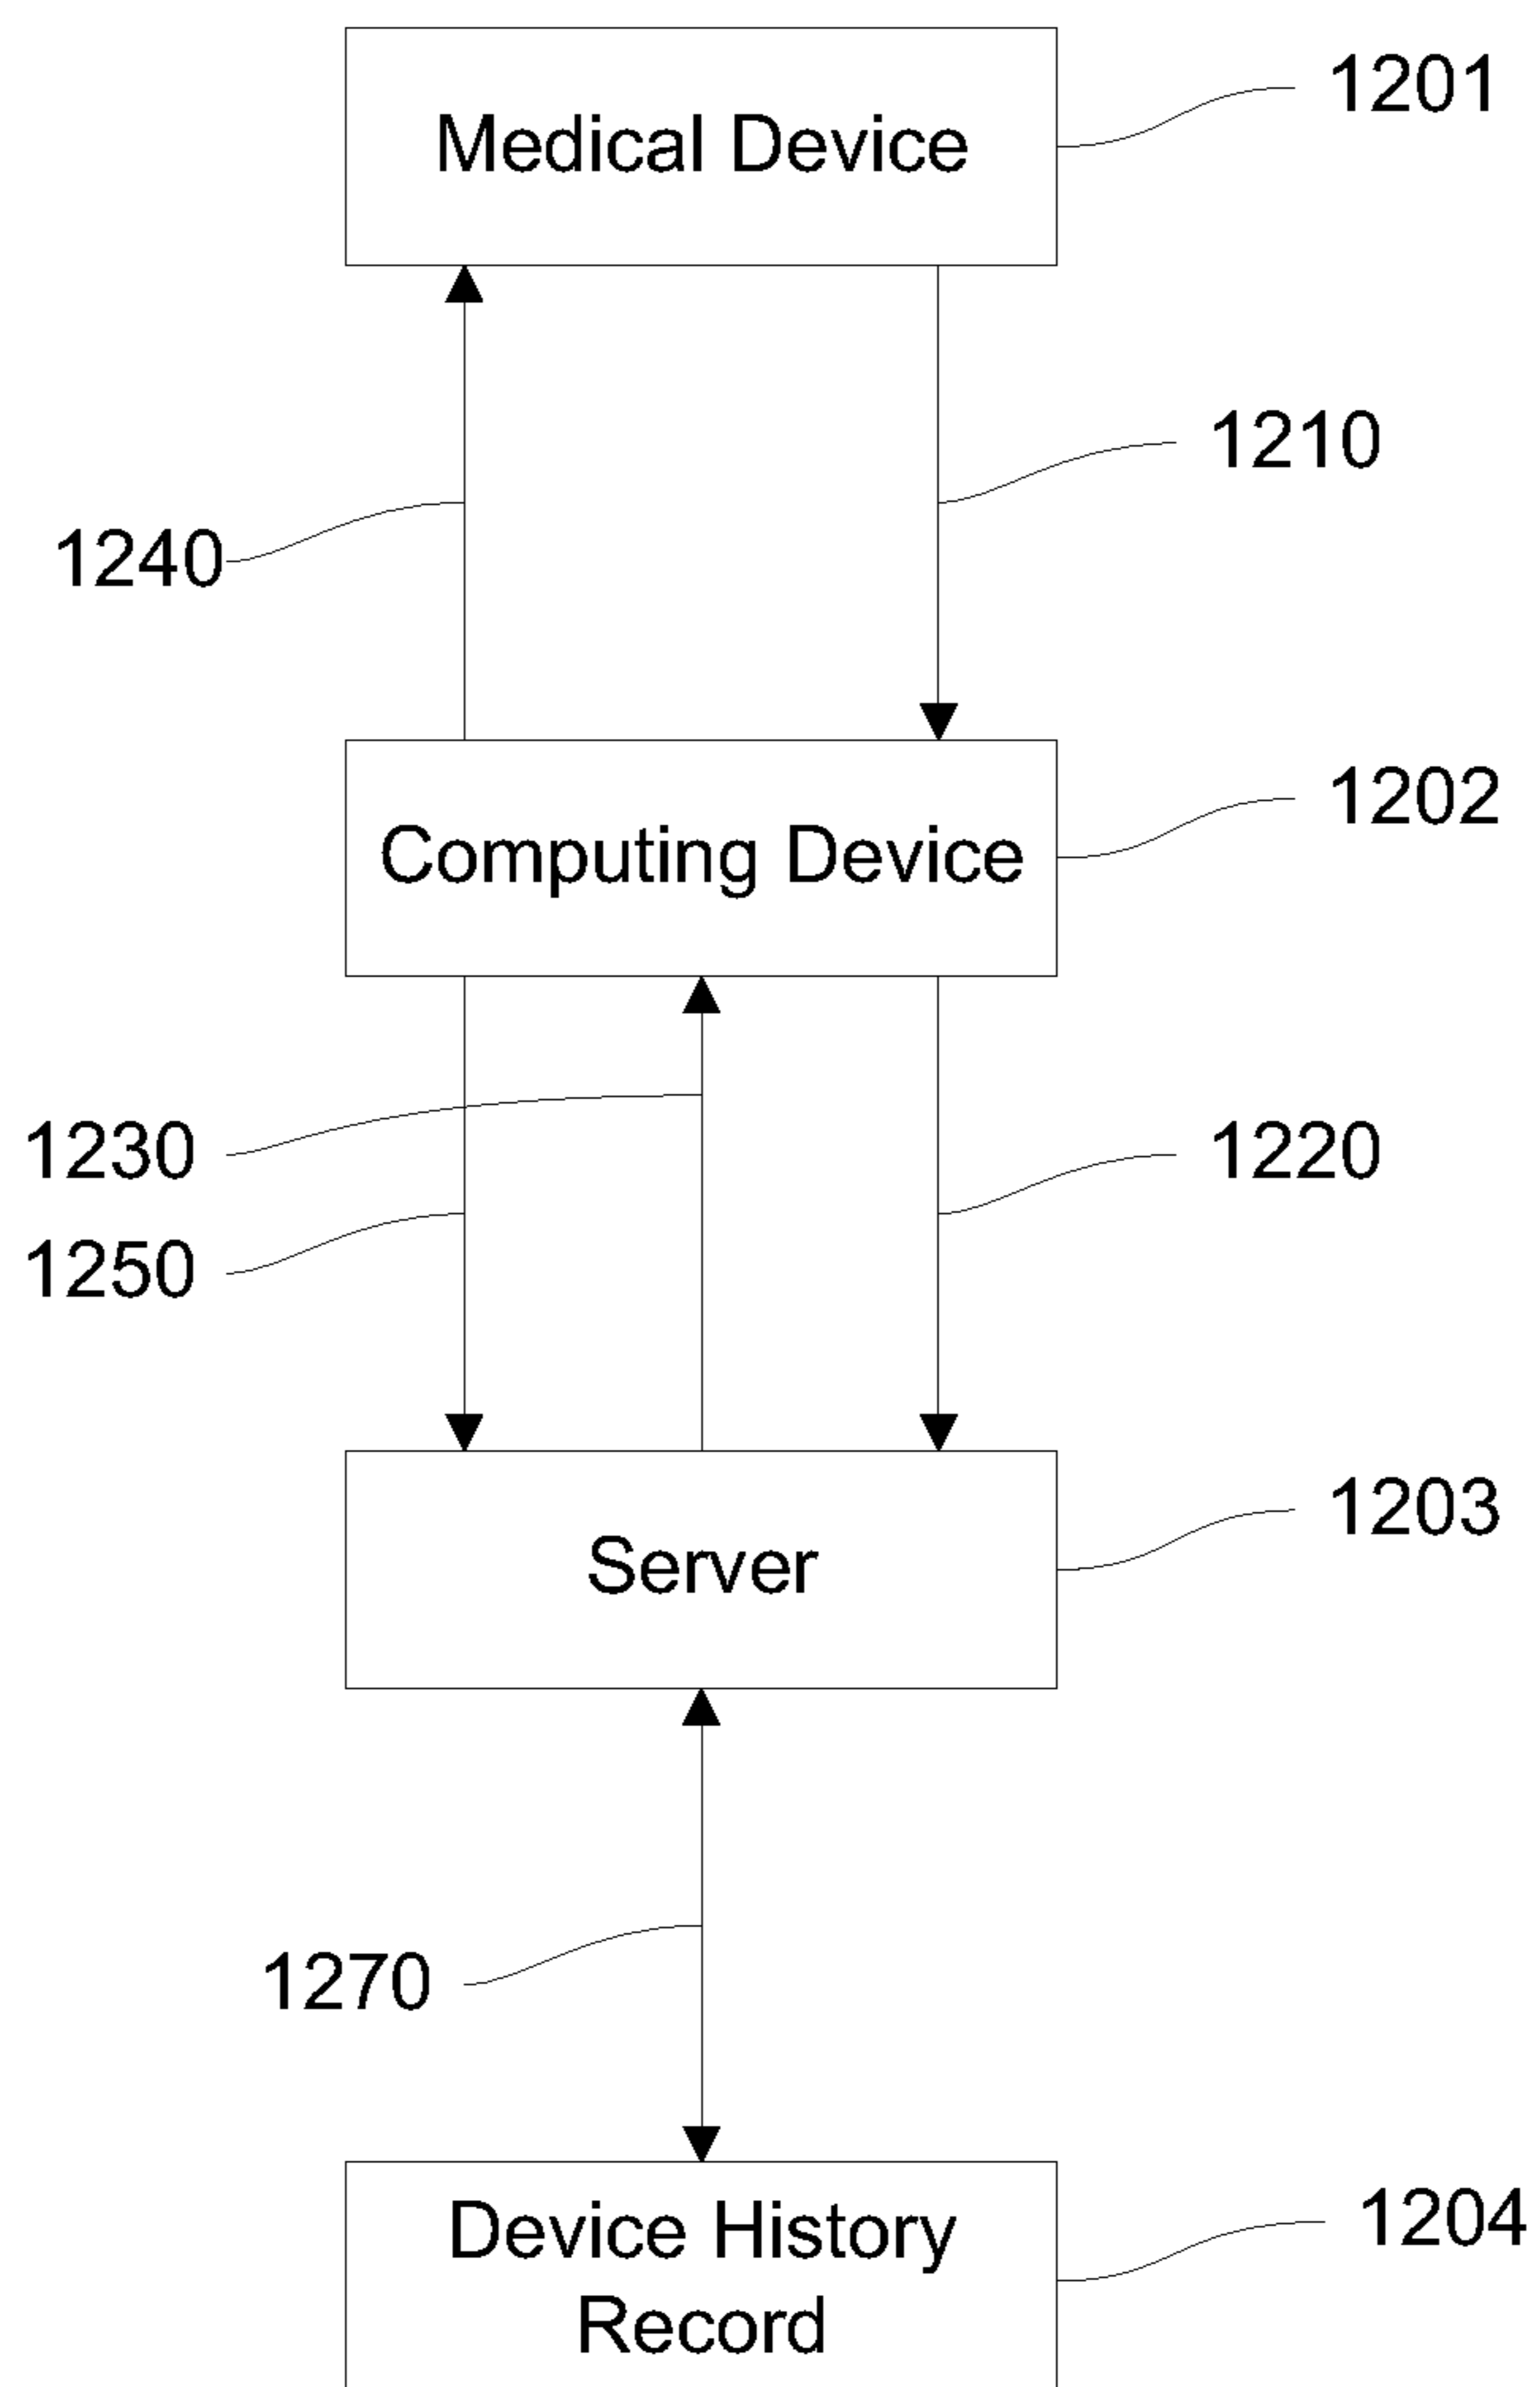 Medical Device
1201
1210
1240
Computing Device
1202
1230
1220
1250
Server
1203
1270
Device History
Record
1204